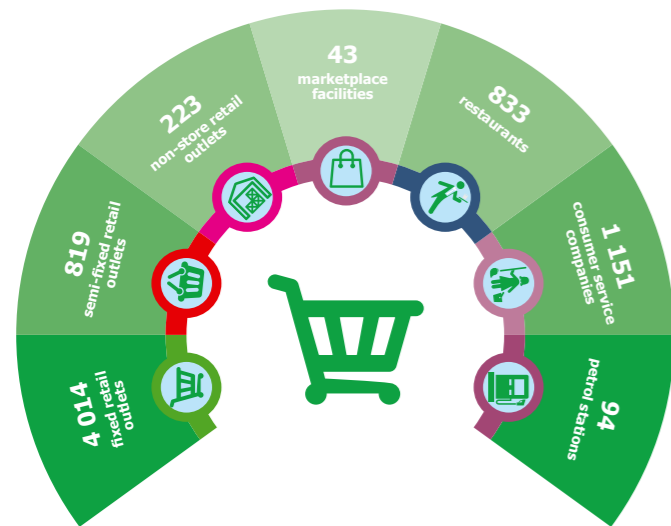 4 014
fixed retail
outlets
819
semi-fixed retail
outlets
223
non-store retail
outlets
43
marketplace
facilities
833
restaurants
1 151
consumer service
companies
94
petrol stations